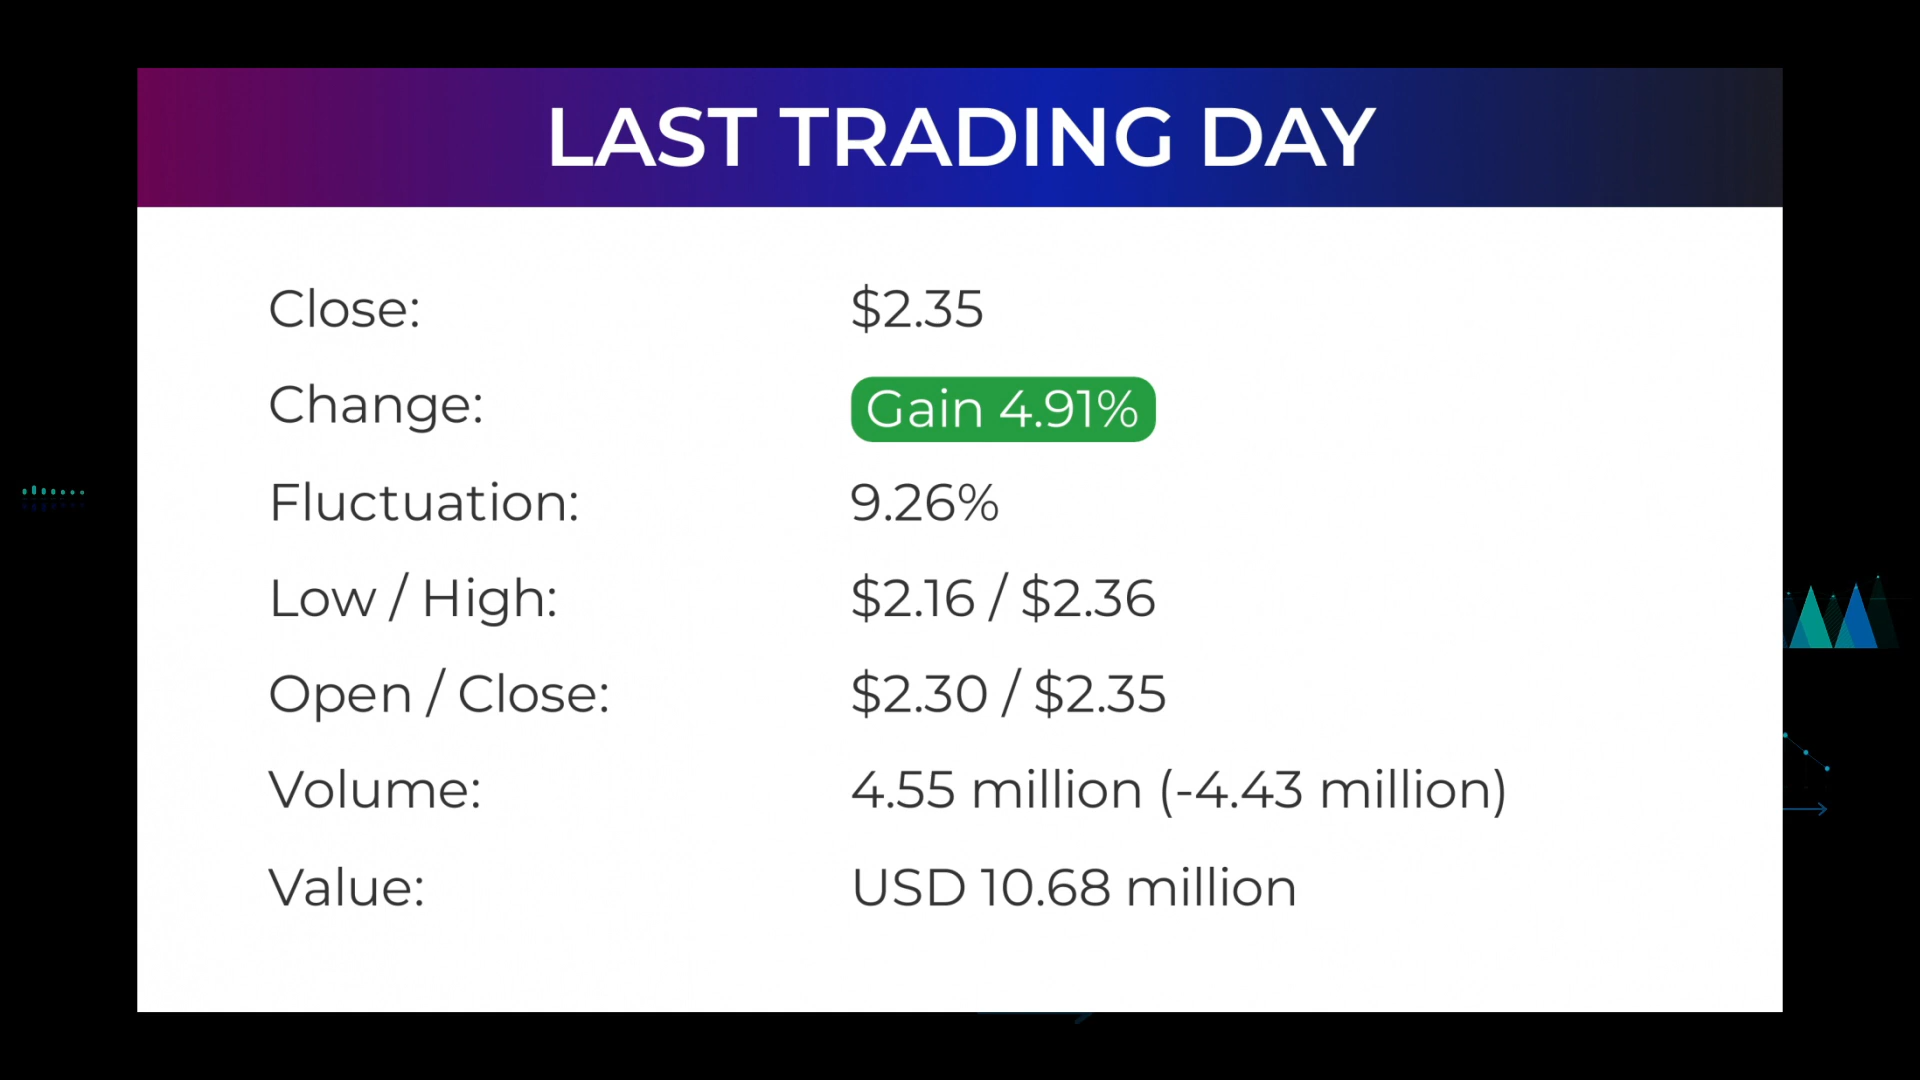 LAST TRADING DAY
Close: $2.35
Change: Gain 4.91%
Fluctuation: 9.26%
Low / High: $2.16 / $2.36
Open / Close: $2.30 / $2.35
Volume: 4.55 million (-4.43 million)
Value: USD 10.68 million